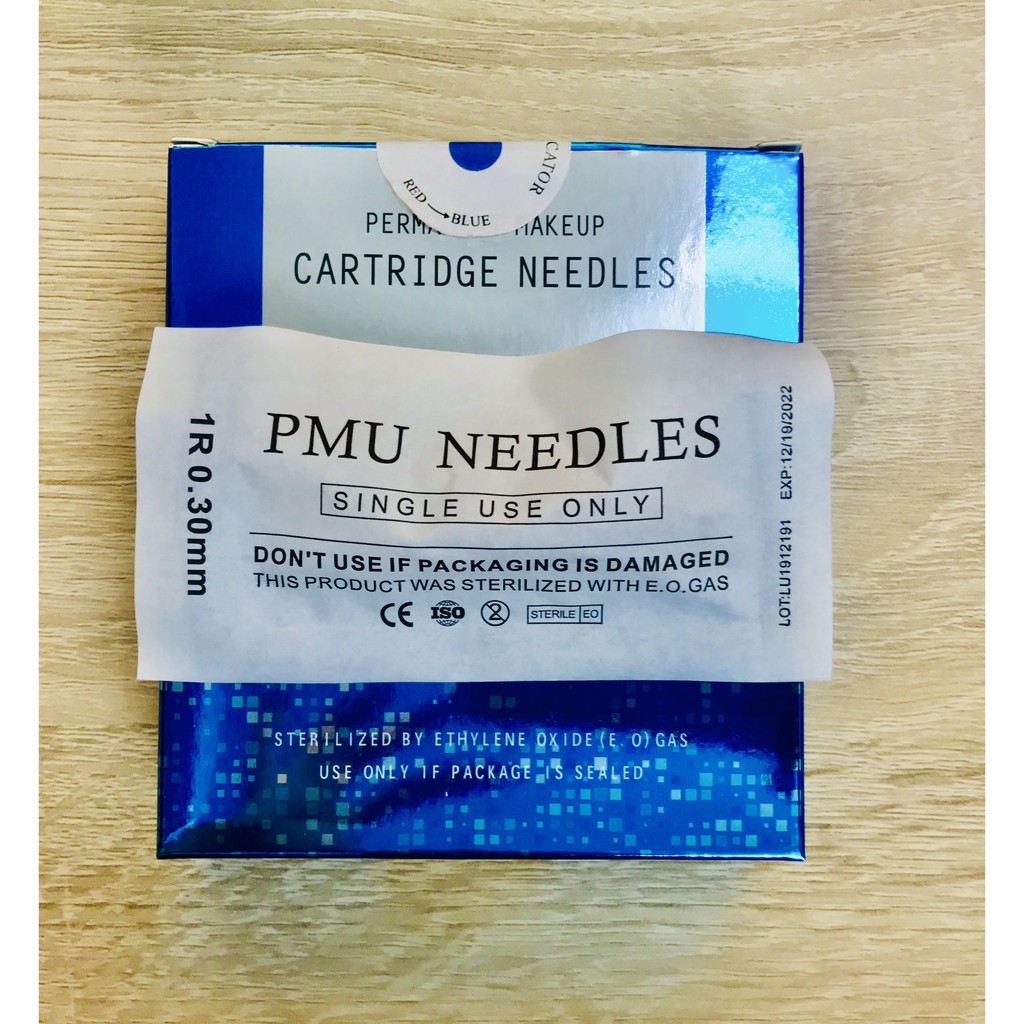 CATOR
RED → BLUE
MAKEUP
CARTRIDGE NEEDLES
1R 0.30mm
PMU NEEDLES
SINGLE USE ONLY
DON'T USE IF PACKAGING IS DAMAGED
THIS PRODUCT WAS STERILIZED WITH E.O.GAS
CE ISO 2 STERILE EO
LOT:LU1912191 EXP:12/19/2022
STERILIZED BY ETHYLENE OXIDE(E.O)GAS
USE ONLY IF PACKAGE IS SEALED